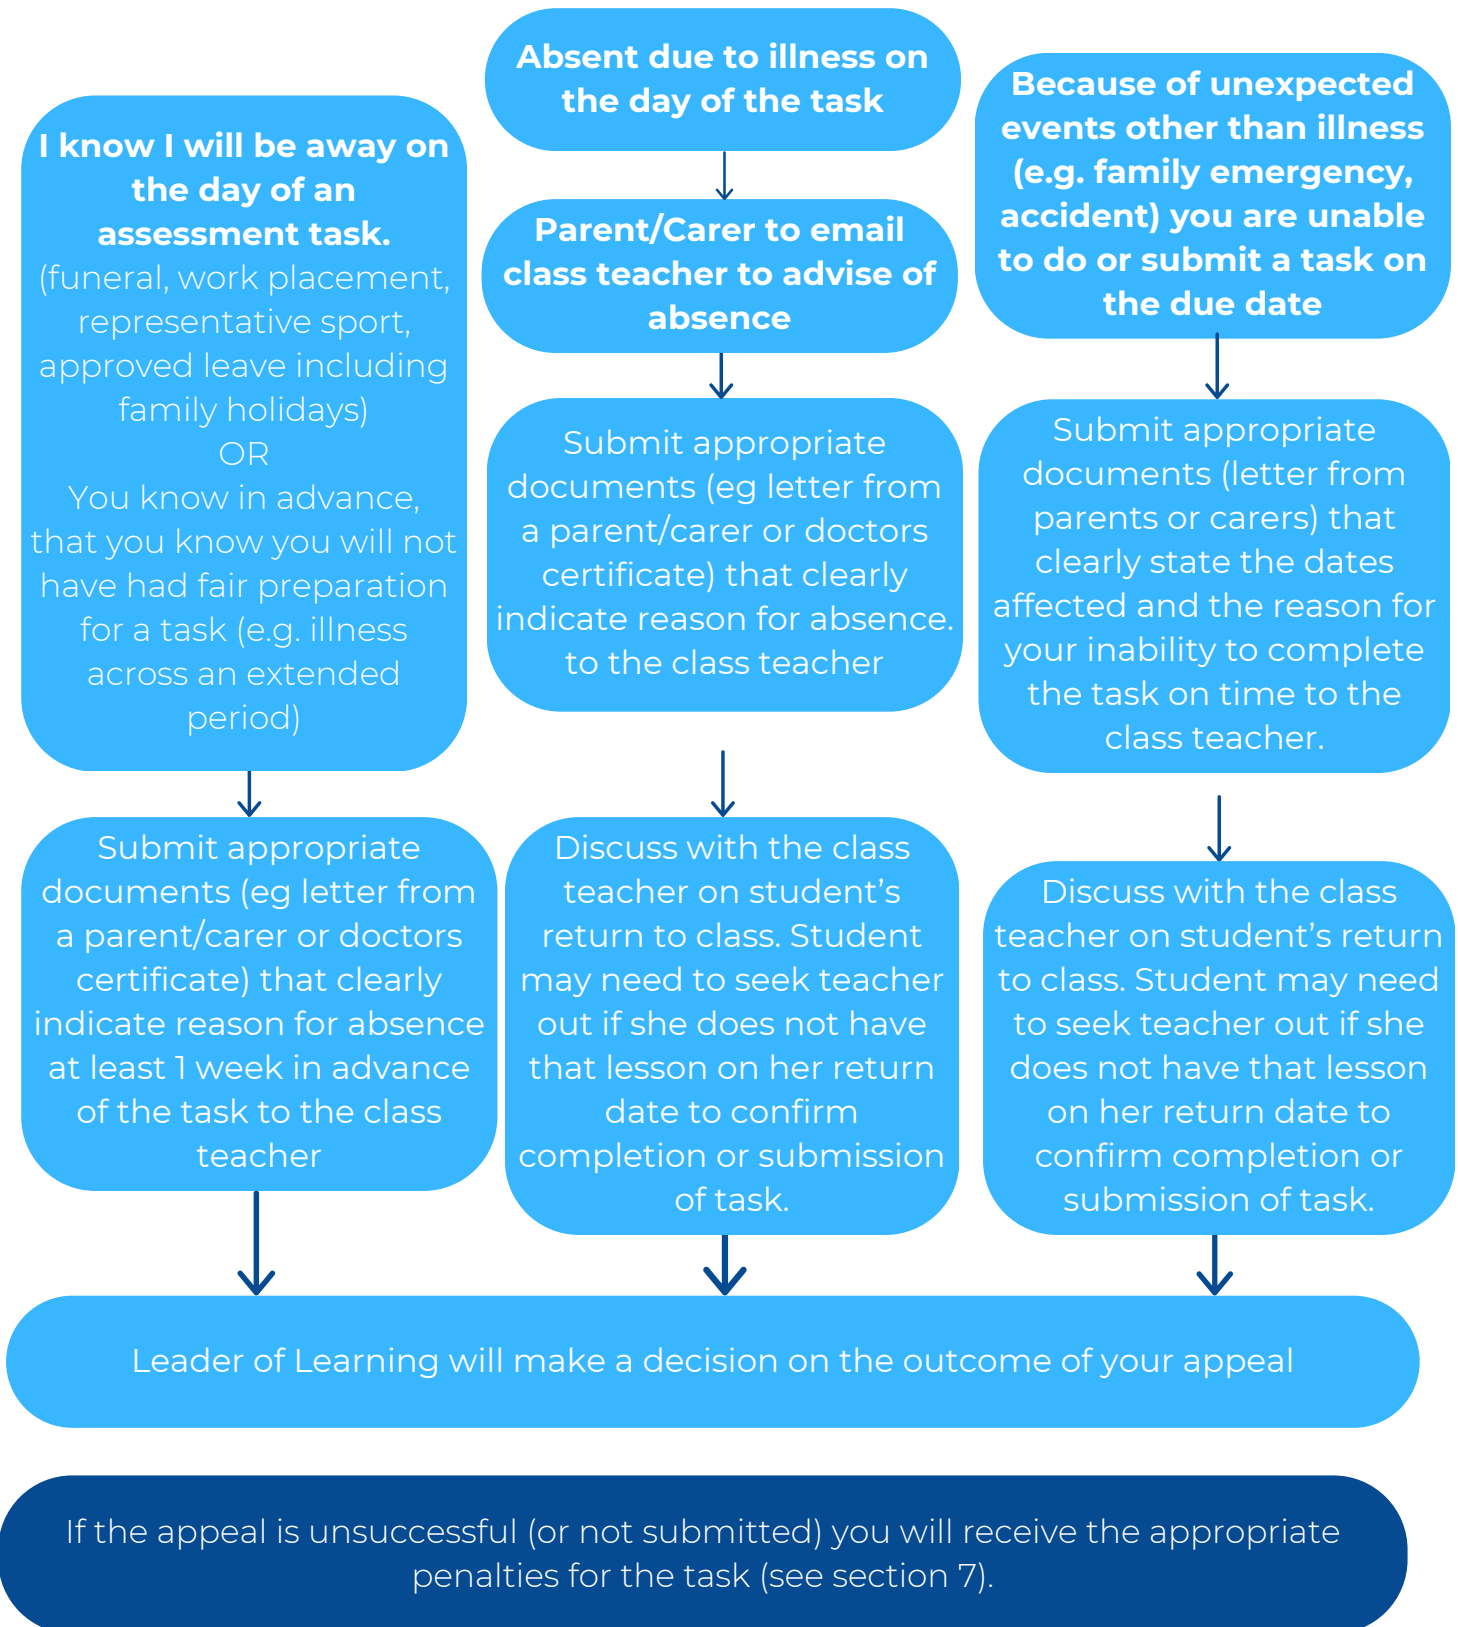 I know I will be away on
the day of an
assessment task.
(funeral, work placement,
representative sport,
approved leave including
family holidays)
OR
You know in advance,
that you know you will not
have had fair preparation
for a task (e.g. illness
across an extended
period)
Submit appropriate
documents (eg letter from
a parent/carer or doctors
certificate) that clearly
indicate reason for absence
at least 1 week in advance
of the task to the class
teacher
Absent due to illness on
the day of the task
Parent/Carer to email
class teacher to advise of
absence
Submit appropriate
documents (eg letter from
a parent/carer or doctors
certificate) that clearly
indicate reason for absence.
to the class teacher
Discuss with the class
teacher on student’s
return to class. Student
may need to seek teacher
out if she does not have
that lesson on her return
date to confirm
completion or submission
of task.
Because of unexpected
events other than illness
(e.g. family emergency,
accident) you are unable
to do or submit a task on
the due date
Submit appropriate
documents (letter from
parents or carers) that
clearly state the dates
affected and the reason for
your inability to complete
the task on time to the
class teacher.
Discuss with the class
teacher on student’s return
to class. Student may need
to seek teacher out if she
does not have that lesson
on her return date to
confirm completion or
submission of task.
Leader of Learning will make a decision on the outcome of your appeal
If the appeal is unsuccessful (or not submitted) you will receive the appropriate
penalties for the task (see section 7).